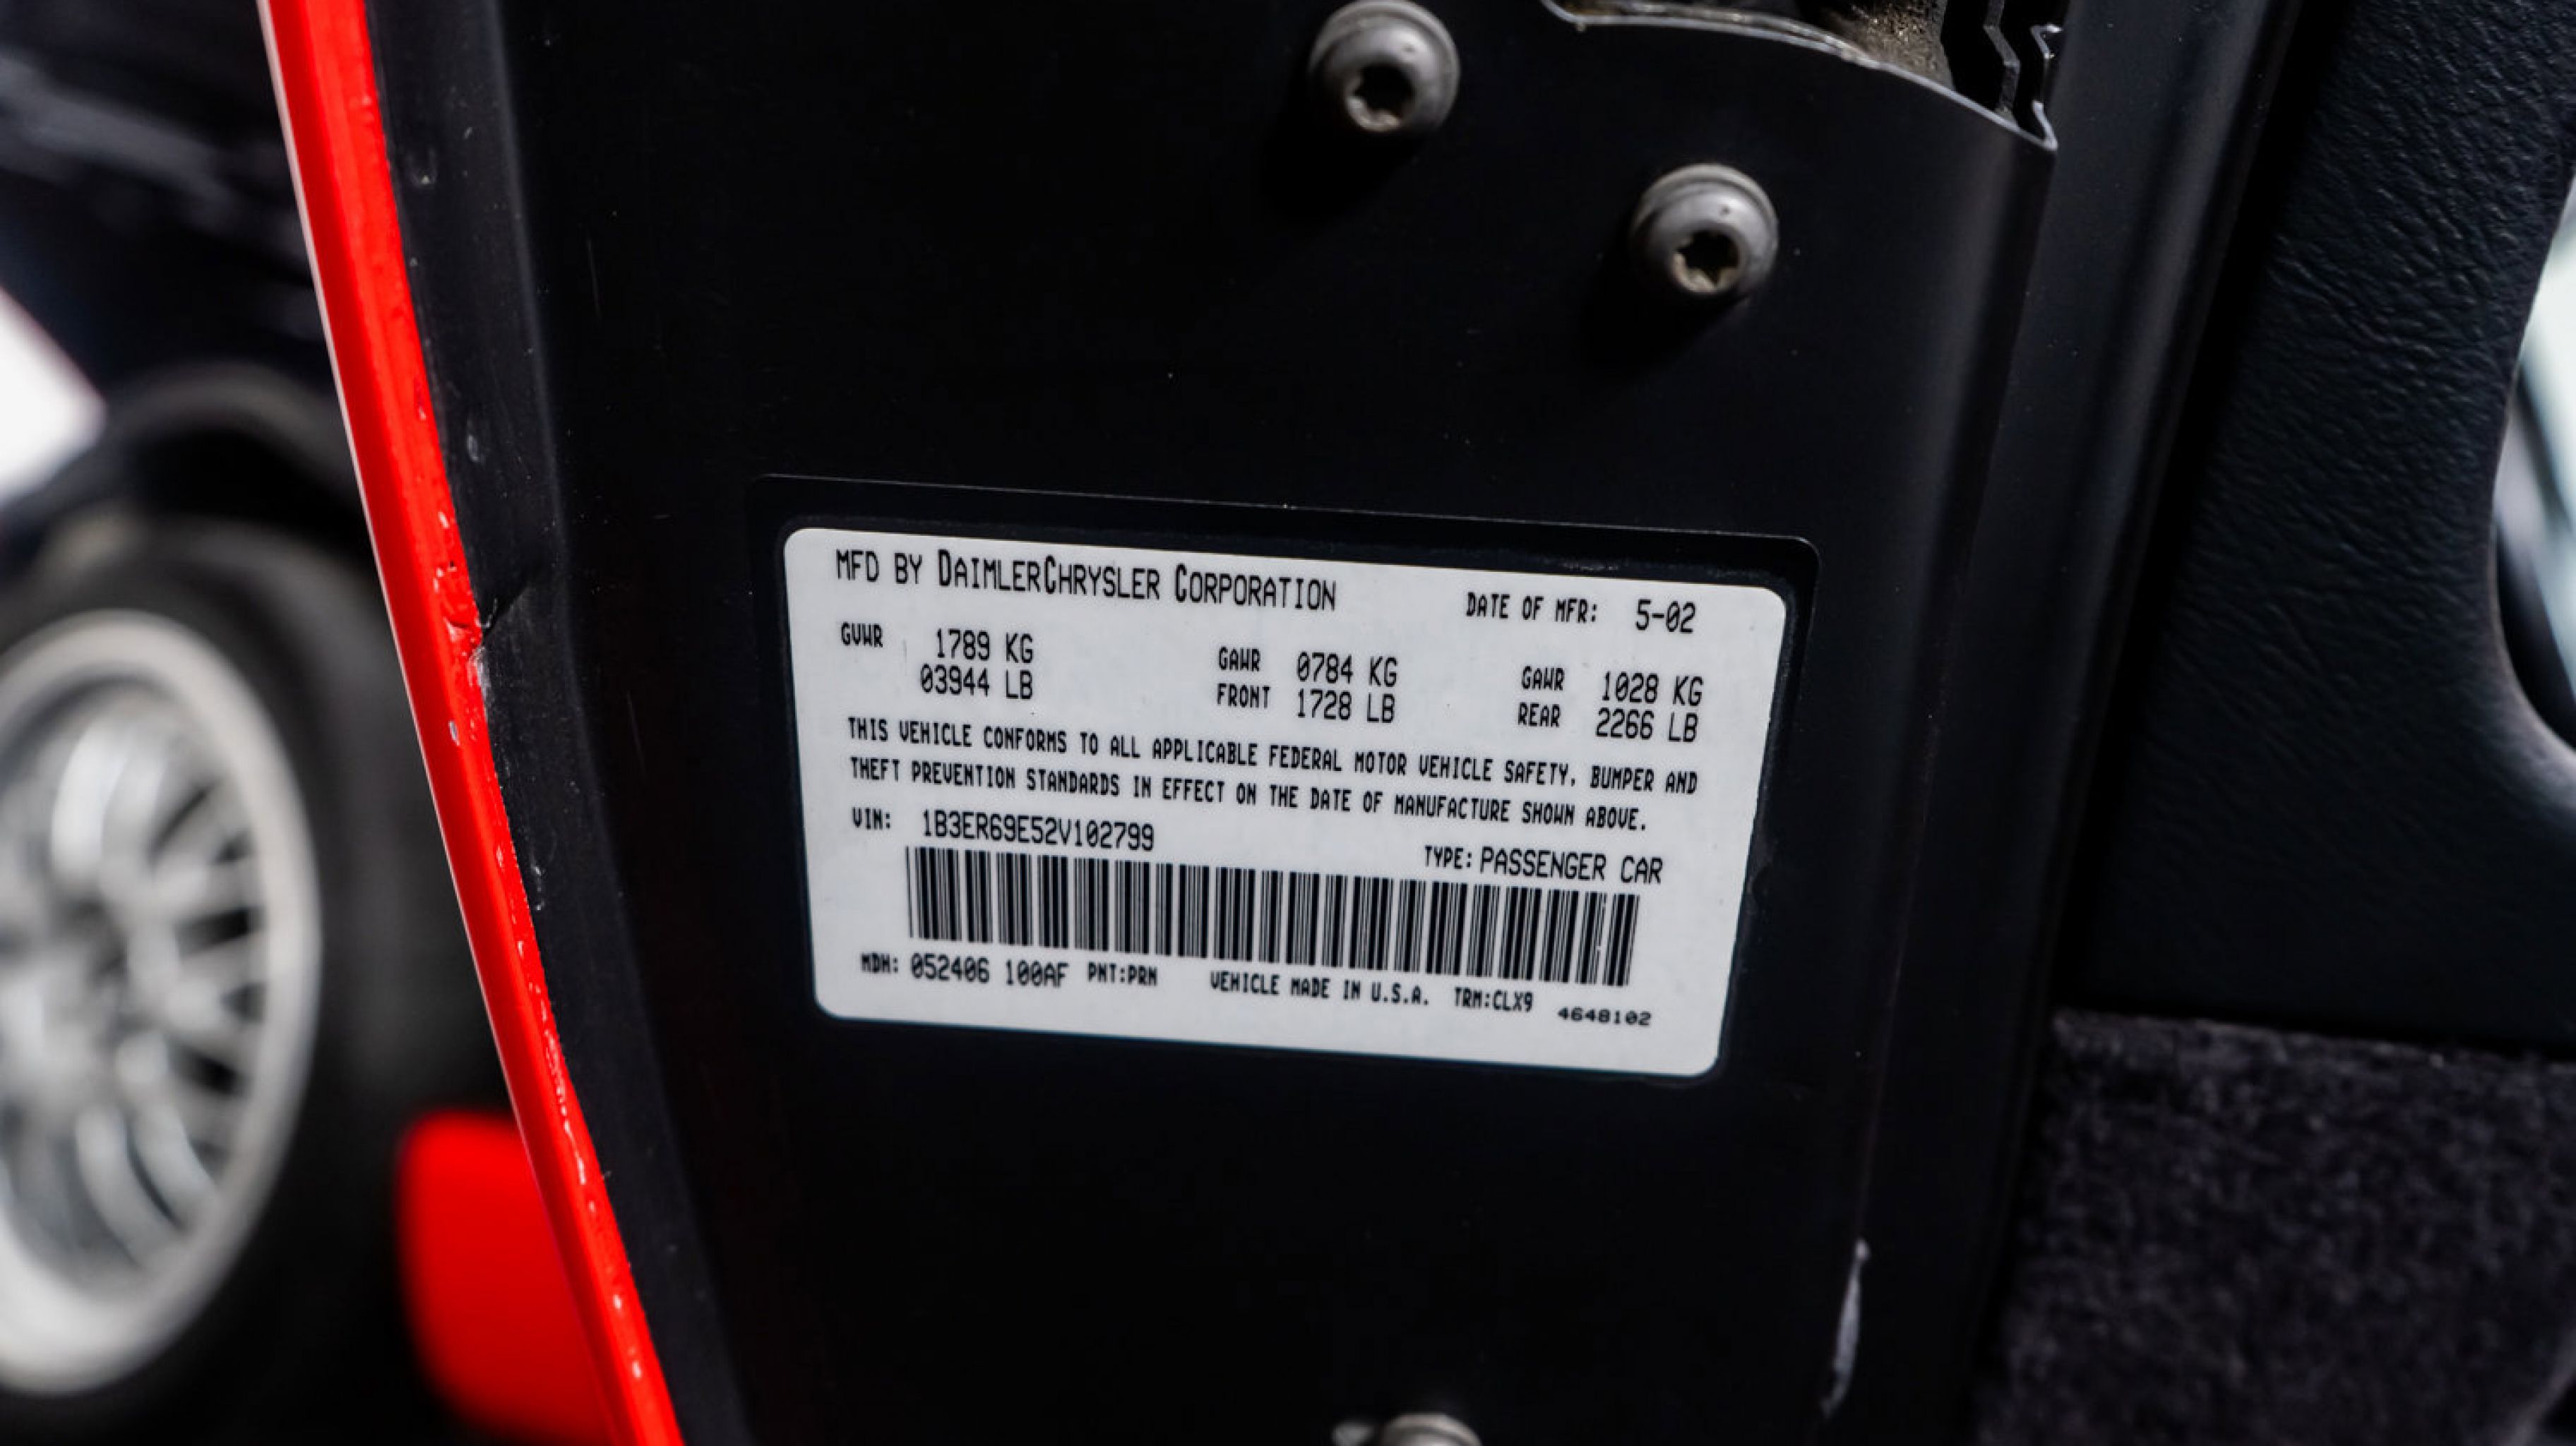 MFD BY DAIMLERCHRYSLER CORPORATION DATE OF MFR: 5-02
GVWR 1789 KG GAWR 0784 KG GAWR 1028 KG
03944 LB FRONT 1728 LB REAR 2266 LB
THIS VEHICLE CONFORMS TO ALL APPLICABLE FEDERAL MOTOR VEHICLE SAFETY, BUMPER AND
THEFT PREVENTION STANDARDS IN EFFECT ON THE DATE OF MANUFACTURE SHOWN ABOVE.
VIN: 1B3ER69E52V102799 TYPE: PASSENGER CAR
MDH: 052406 100AF PNT:PRN VEHICLE MADE IN U.S.A. TRM:CLX9 4648102